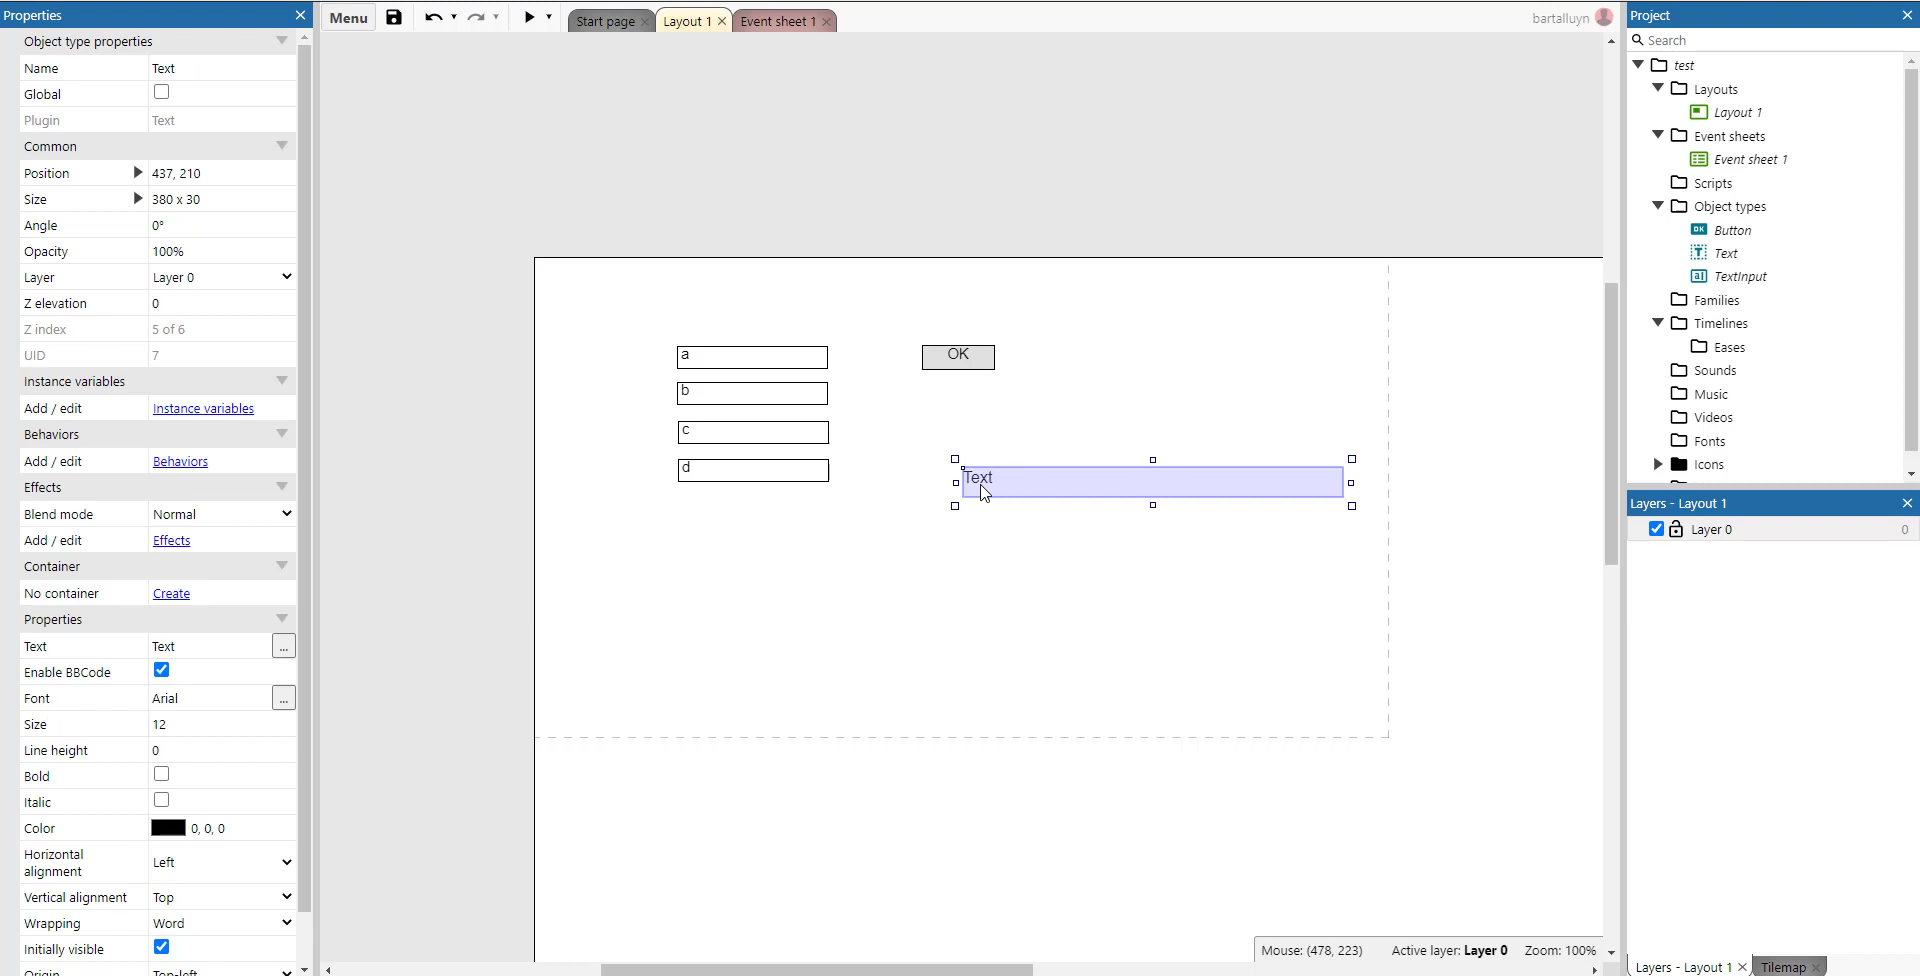 Properties
Object type properties
Name Text
Global
Plugin Text
Common
Position 437, 210
Size 380 x 30
Angle 0°
Opacity 100%
Layer Layer 0
Z elevation 0
Z index 5 of 6
UID 7
Instance variables
Add / edit Instance variables
Behaviors
Add / edit Behaviors
Effects
Blend mode Normal
Add / edit Effects
Container
No container Create
Properties
Text Text ...
Enable BBCode
Font Arial ...
Size 12
Line height 0
Bold
Italic
Color 0, 0, 0
Horizontal
alignment Left
Vertical alignment Top
Wrapping Word
Initially visible
Origin Top-left
Menu
Start page
Layout 1
Event sheet 1
bartalluyn
a
OK
b
c
d
Text
Mouse: (478, 223) Active layer: Layer 0 Zoom: 100%
Project
Search
test
Layouts
Layout 1
Event sheets
Event sheet 1
Scripts
Object types
OK Button
T Text
aI TextInput
Families
Timelines
Eases
Sounds
Music
Videos
Fonts
Icons
Layers - Layout 1
Layer 0 0
Layers - Layout 1 Tilemap